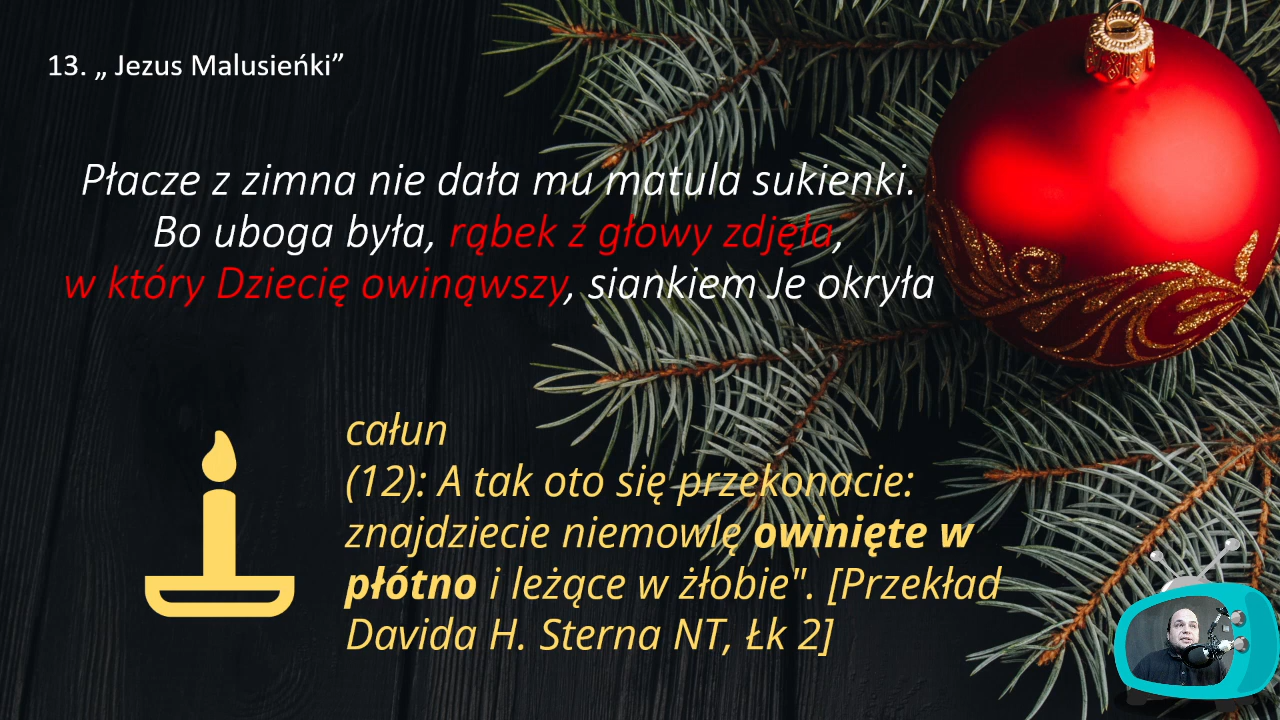 13. „ Jezus Malusieńki”
Płacze z zimna nie dała mu matula sukienki.
Bo uboga była, rąbek z głowy zdjęła,
w który Dziecię owinąwszy, siankiem Je okryła
całun
(12): A tak oto się przekonacie:
znajdziecie niemowlę owinięte w
płótno i leżące w żłobie". [Przekład
Davida H. Sterna NT, Łk 2]